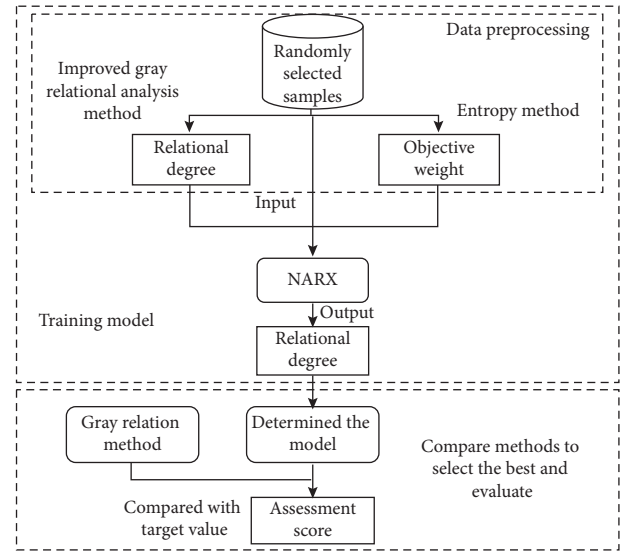 Data preprocessing
Randomly
selected
samples
Improved gray
relational analysis
method
Entropy method
Relational
degree
Objective
weight
Input
NARX
Output
Training model
Relational
degree
Gray relation
method
Determined the
model
Compare methods to
select the best and
evaluate
Compared with
target value
Assessment
score